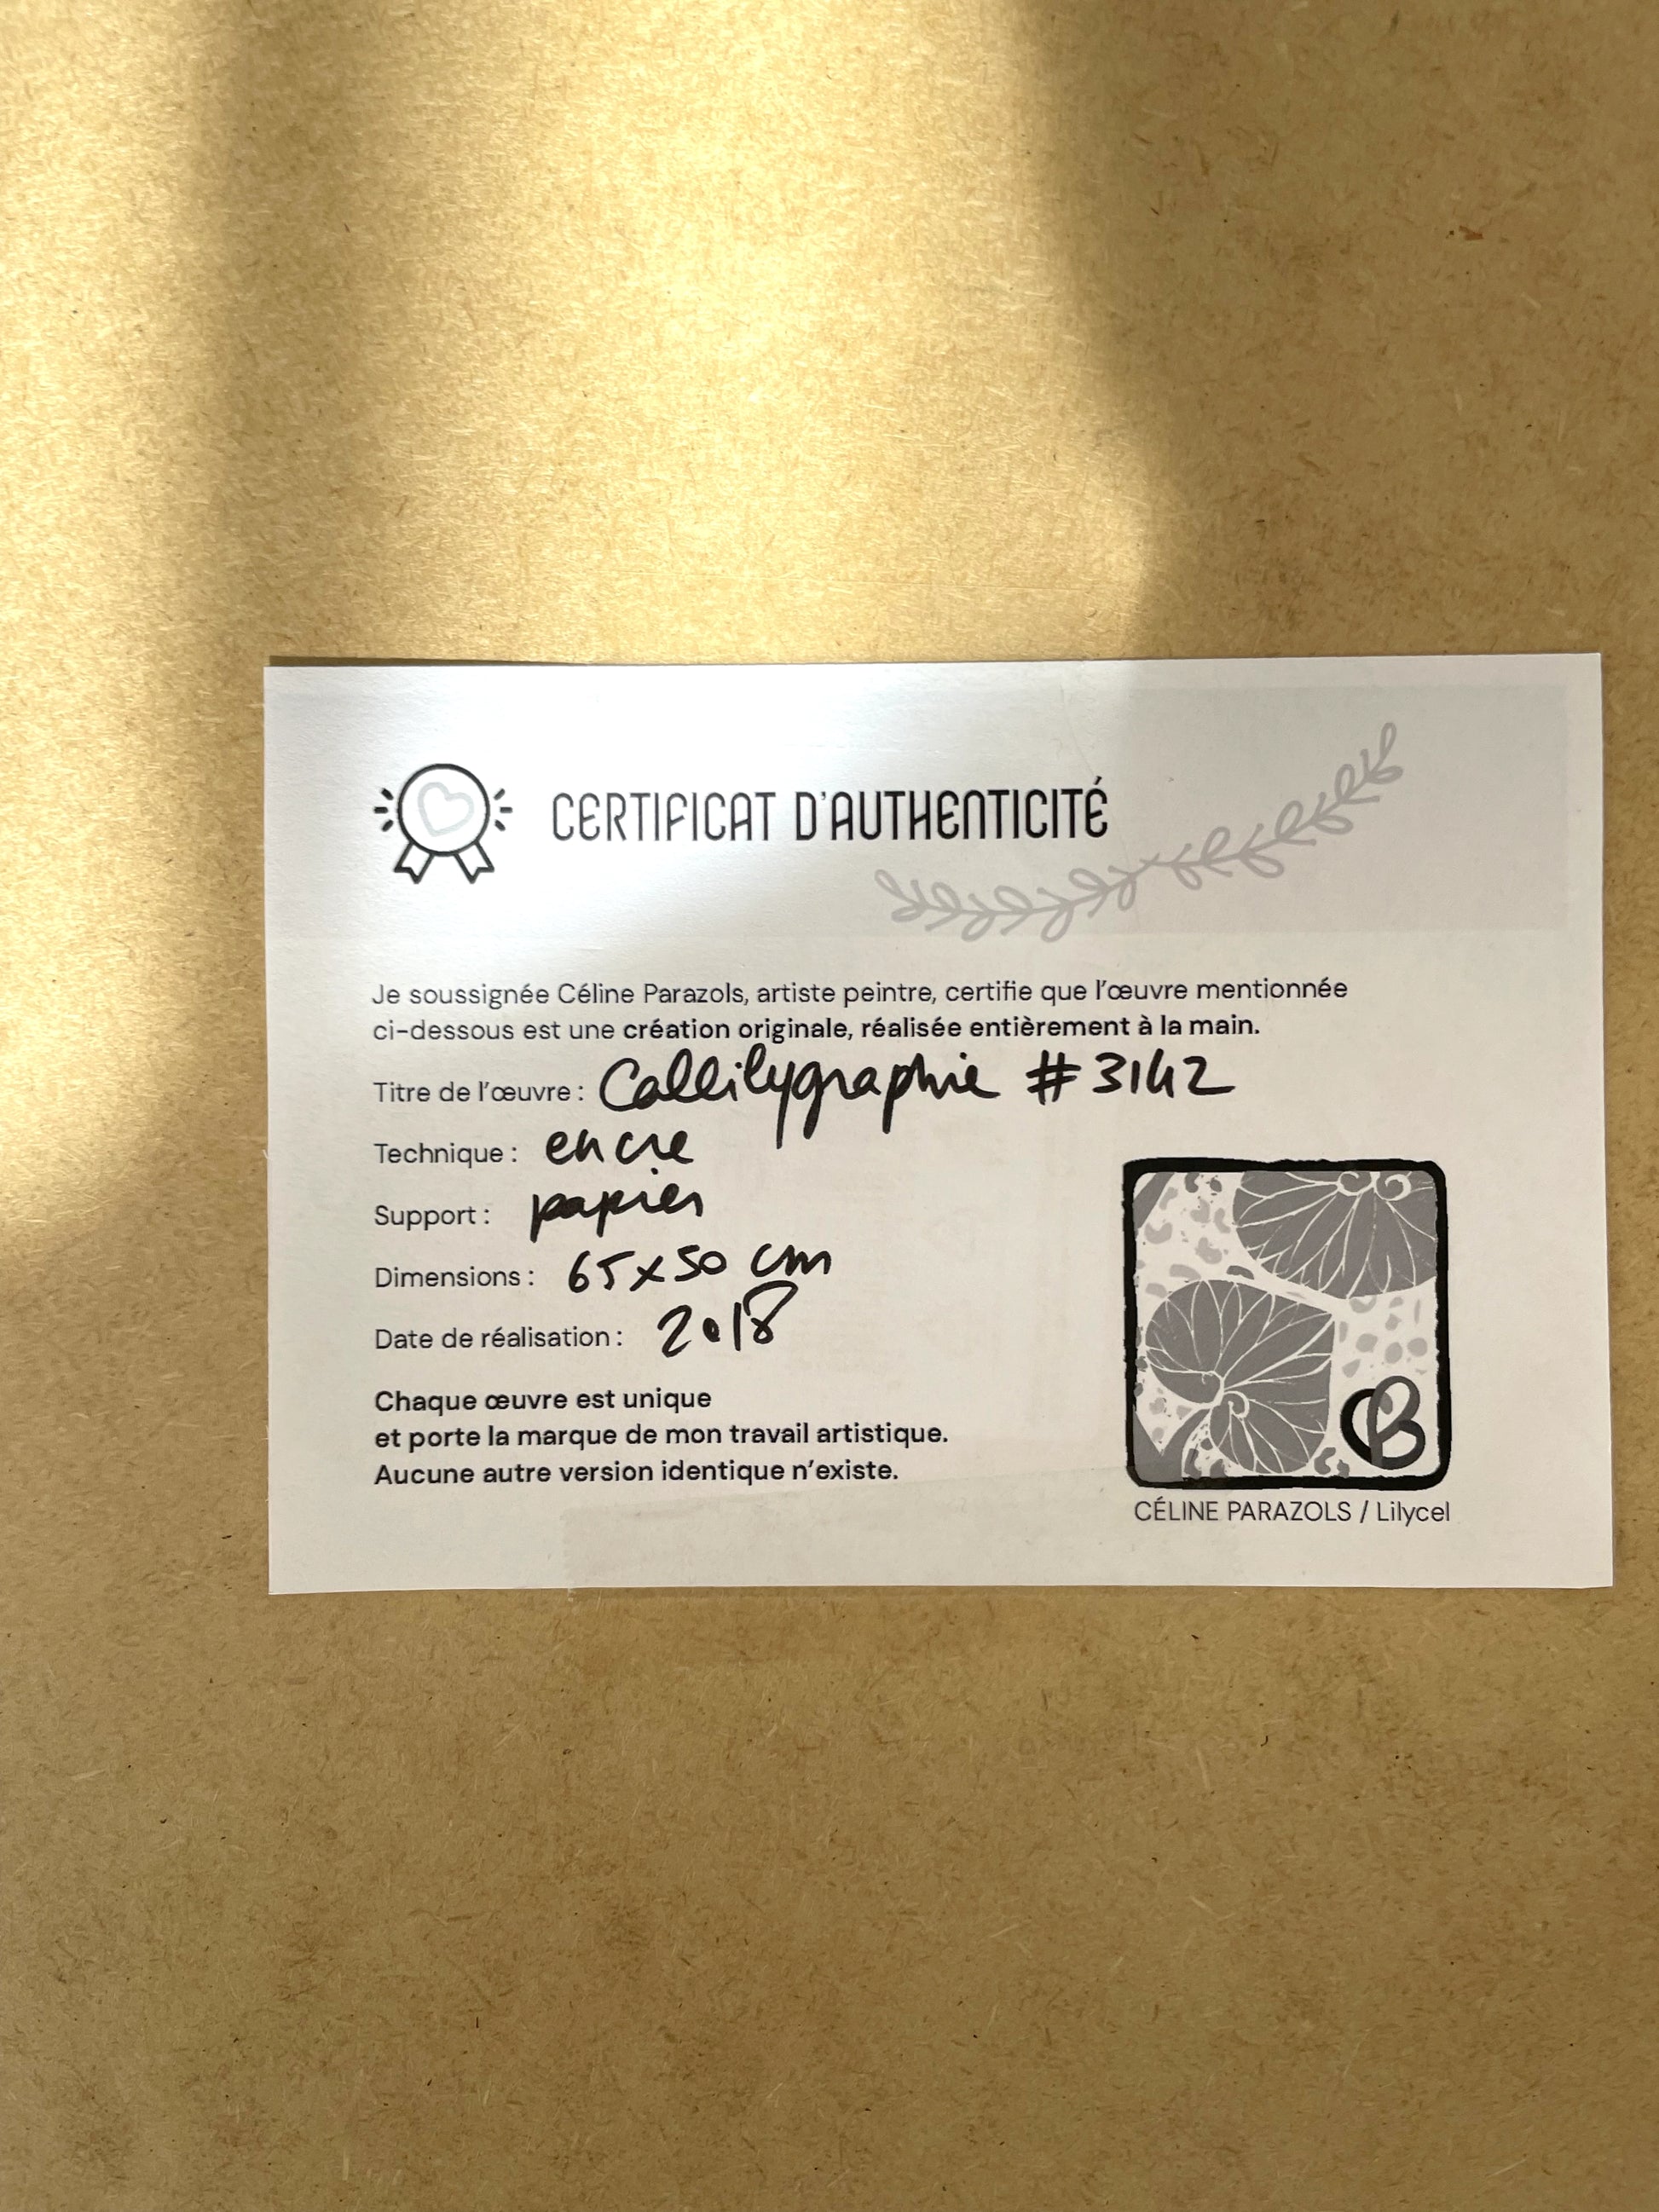 CERTIFICAT D'AUTHENTICITÉ
Je soussignée Céline Parazols, artiste peintre, certifie que l'œuvre mentionnée
ci-dessous est une création originale, réalisée entièrement à la main.
Titre de l'œuvre : Callilygraphie #3142
Technique : encre
Support : papier
Dimensions : 65x50 cm
Date de réalisation : 2018
Chaque œuvre est unique
et porte la marque de mon travail artistique.
Aucune autre version identique n'existe.
CÉLINE PARAZOLS / Lilycel